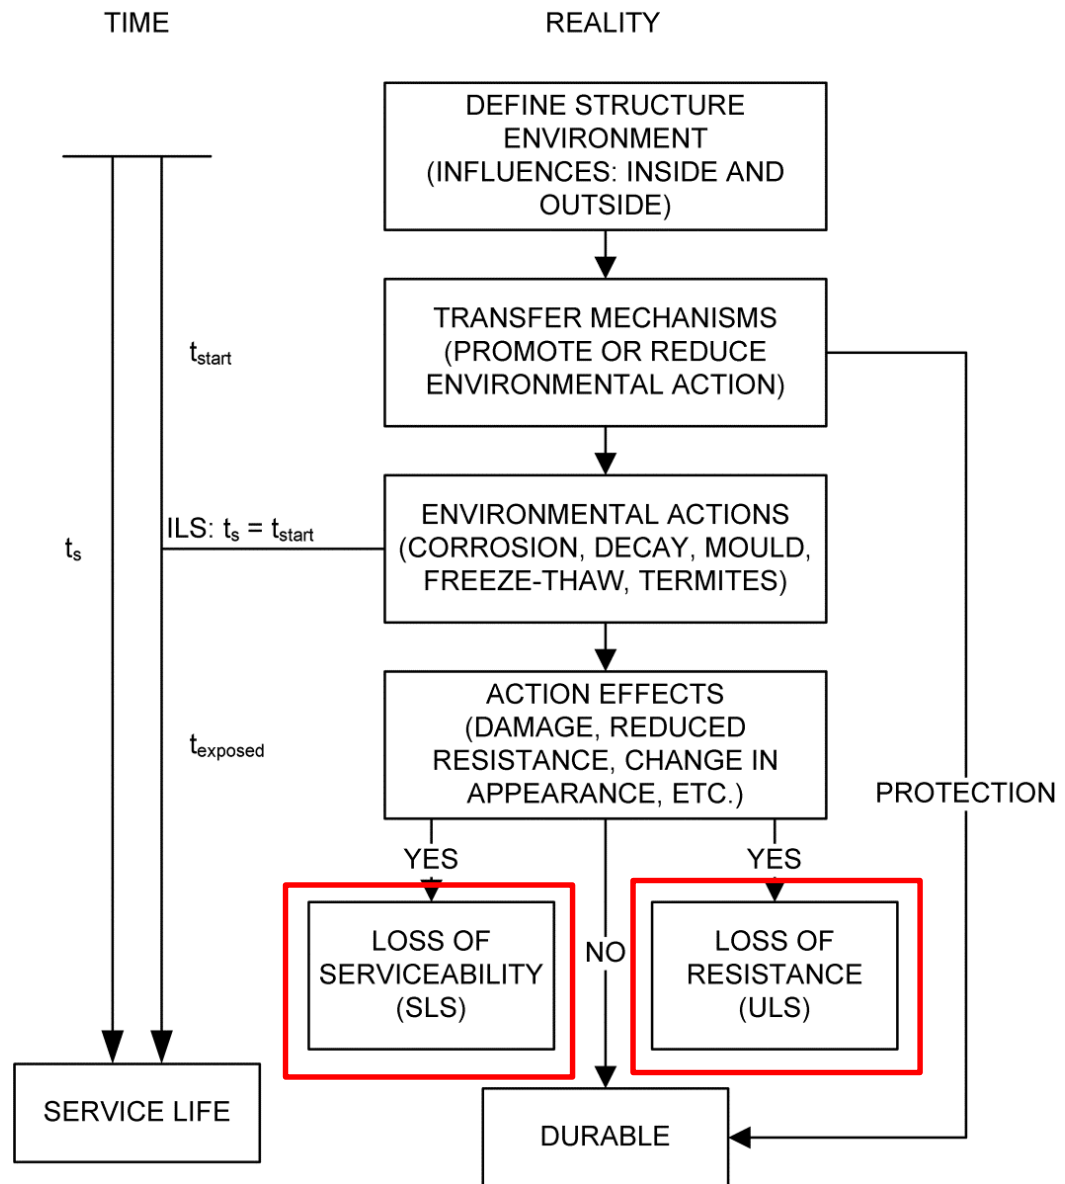 TIME
REALITY
DEFINE STRUCTURE
ENVIRONMENT
(INFLUENCES: INSIDE AND
OUTSIDE)
TRANSFER MECHANISMS
(PROMOTE OR REDUCE
ENVIRONMENTAL ACTION)
tstart
ENVIRONMENTAL ACTIONS
(CORROSION, DECAY, MOULD,
FREEZE-THAW, TERMITES)
ILS: ts = tstart
ts
ACTION EFFECTS
(DAMAGE, REDUCED
RESISTANCE, CHANGE IN
APPEARANCE, ETC.)
texposed
PROTECTION
YES
YES
NO
LOSS OF
SERVICEABILITY
(SLS)
LOSS OF
RESISTANCE
(ULS)
SERVICE LIFE
DURABLE